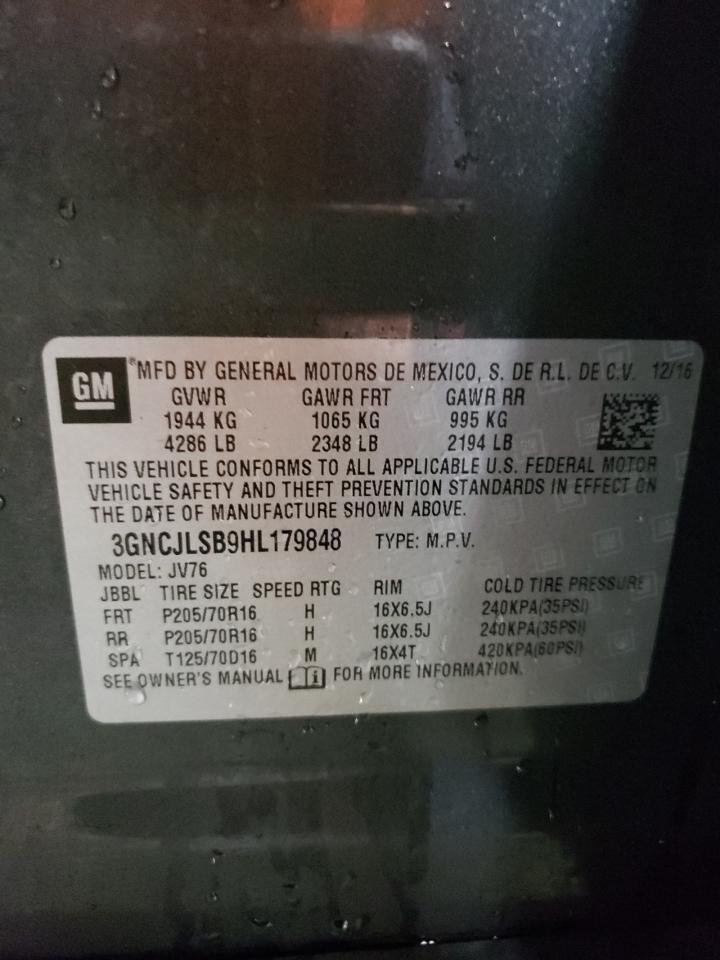 GM
®MFD BY GENERAL MOTORS DE MEXICO, S. DE R.L. DE C.V. 12/16
GVWR GAWR FRT GAWR RR
1944 KG 1065 KG 995 KG
4286 LB 2348 LB 2194 LB
THIS VEHICLE CONFORMS TO ALL APPLICABLE U.S. FEDERAL MOTOR
VEHICLE SAFETY AND THEFT PREVENTION STANDARDS IN EFFECT ON
THE DATE OF MANUFACTURE SHOWN ABOVE.
3GNCJLSB9HL179848 TYPE: M.P.V.
MODEL: JV76
JBBL TIRE SIZE SPEED RTG RIM COLD TIRE PRESSURE
FRT P205/70R16 H 16X6.5J 240KPA(35PSI)
RR P205/70R16 H 16X6.5J 240KPA(35PSI)
SPA T125/70D16 M 16X4T 420KPA(60PSI)
SEE OWNER'S MANUAL i FOR MORE INFORMATION.